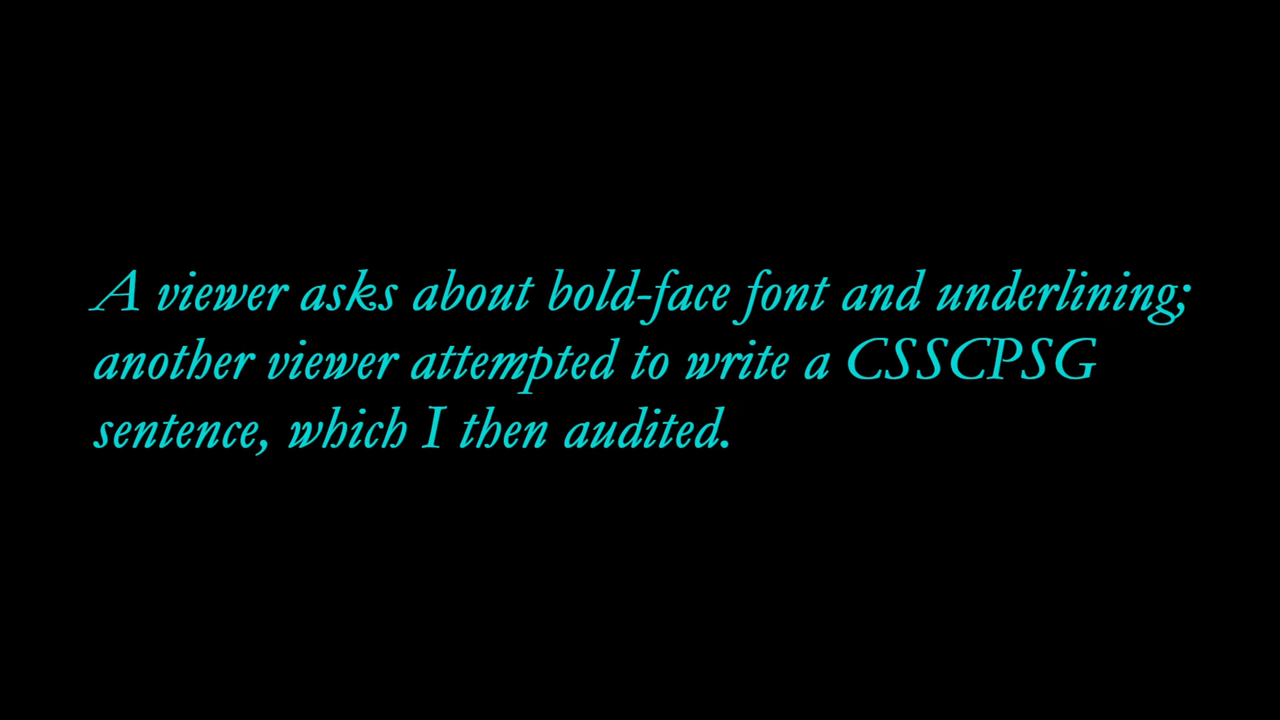 A viewer asks about bold-face font and underlining;
another viewer attempted to write a CSSCPSG
sentence, which I then audited.